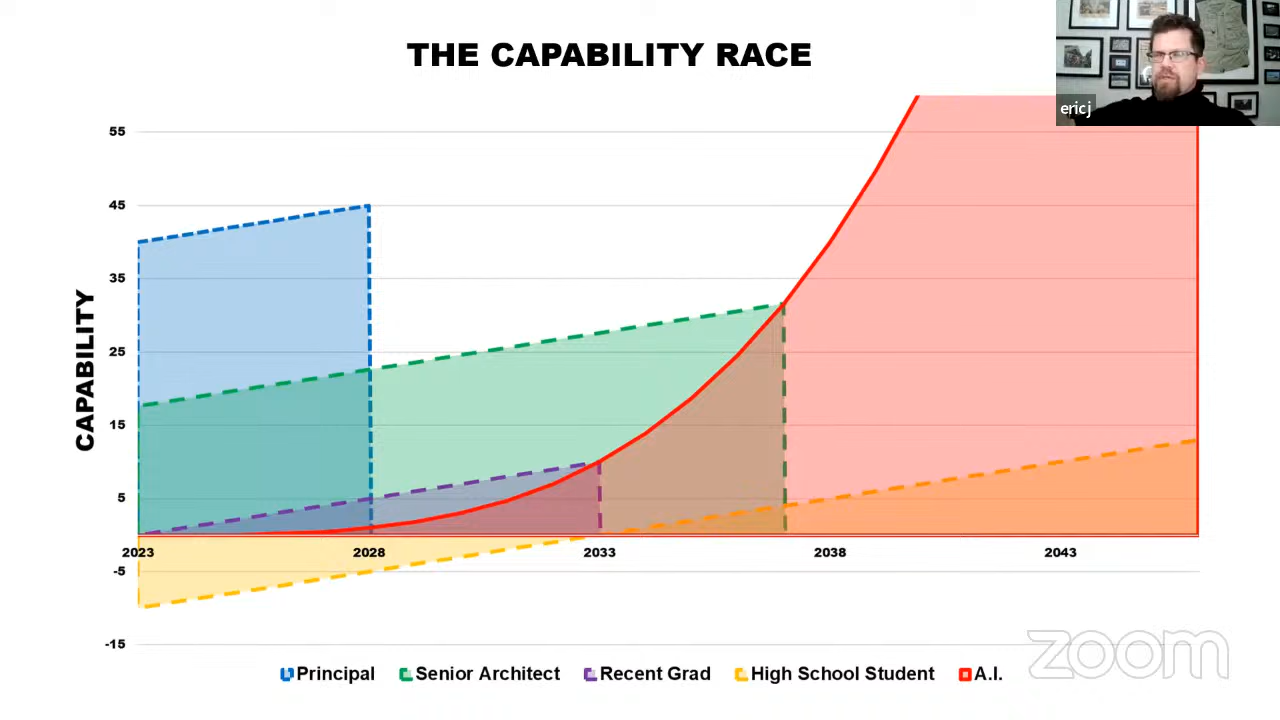 THE CAPABILITY RACE
ericj
55
45
35
25
15
5
-5
-15
CAPABILITY
2023
2028
2033
2038
2043
Principal
Senior Architect
Recent Grad
High School Student
A.I.
zoom